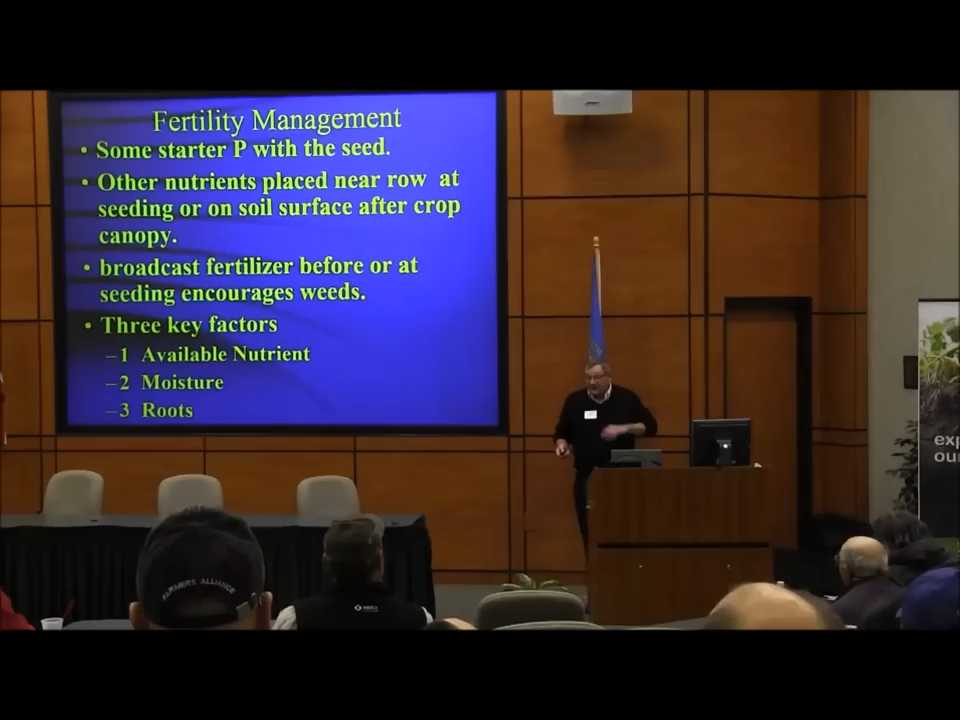 Fertility Management
• Some starter P with the seed.
• Other nutrients placed near row at
seeding or on soil surface after crop
canopy.
• broadcast fertilizer before or at
seeding encourages weeds.
• Three key factors
–1 Available Nutrient
–2 Moisture
–3 Roots
exp
our
FARMER'S ALLIANCE